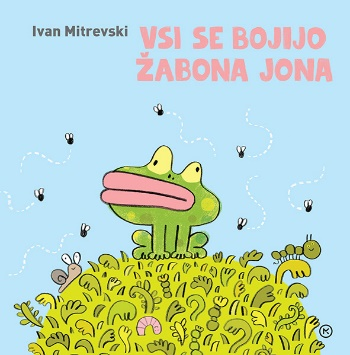 Ivan Mitrevski
VSI SE BOJIJO
ŽABONA JONA